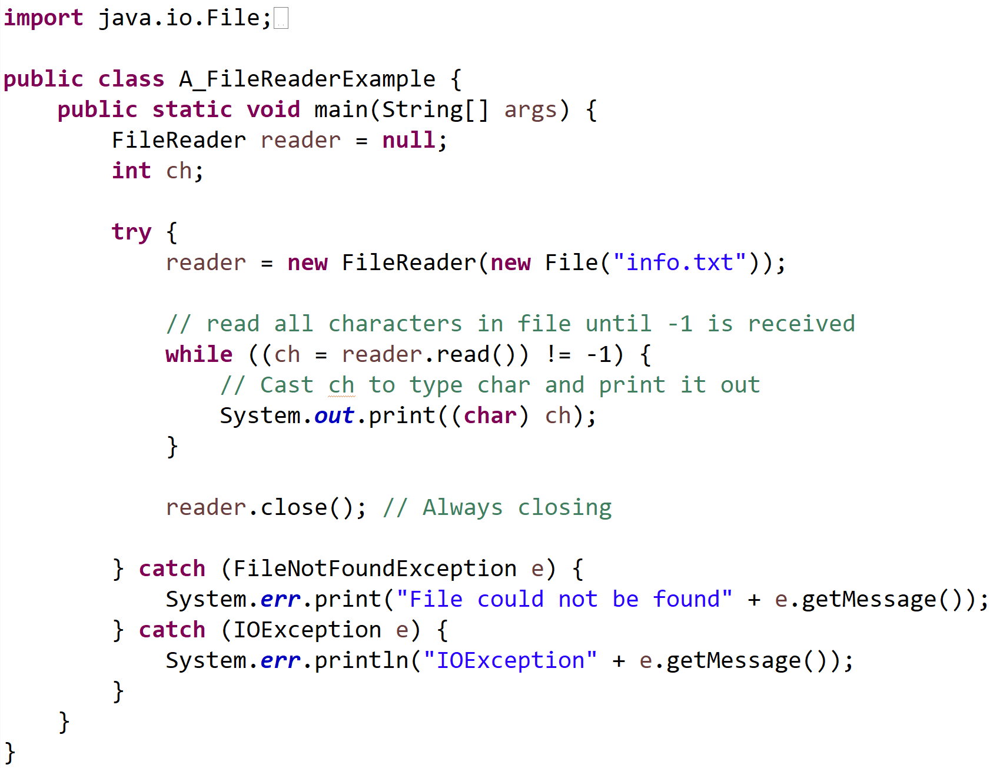 import java.io.File;
public class A_FileReaderExample {
    public static void main(String[] args) {
        FileReader reader = null;
        int ch;
        try {
            reader = new FileReader(new File("info.txt"));
            // read all characters in file until -1 is received
            while ((ch = reader.read()) != -1) {
                // Cast ch to type char and print it out
                System.out.print((char) ch);
            }
            reader.close(); // Always closing
        } catch (FileNotFoundException e) {
            System.err.print("File could not be found" + e.getMessage());
        } catch (IOException e) {
            System.err.println("IOException" + e.getMessage());
        }
    }
}